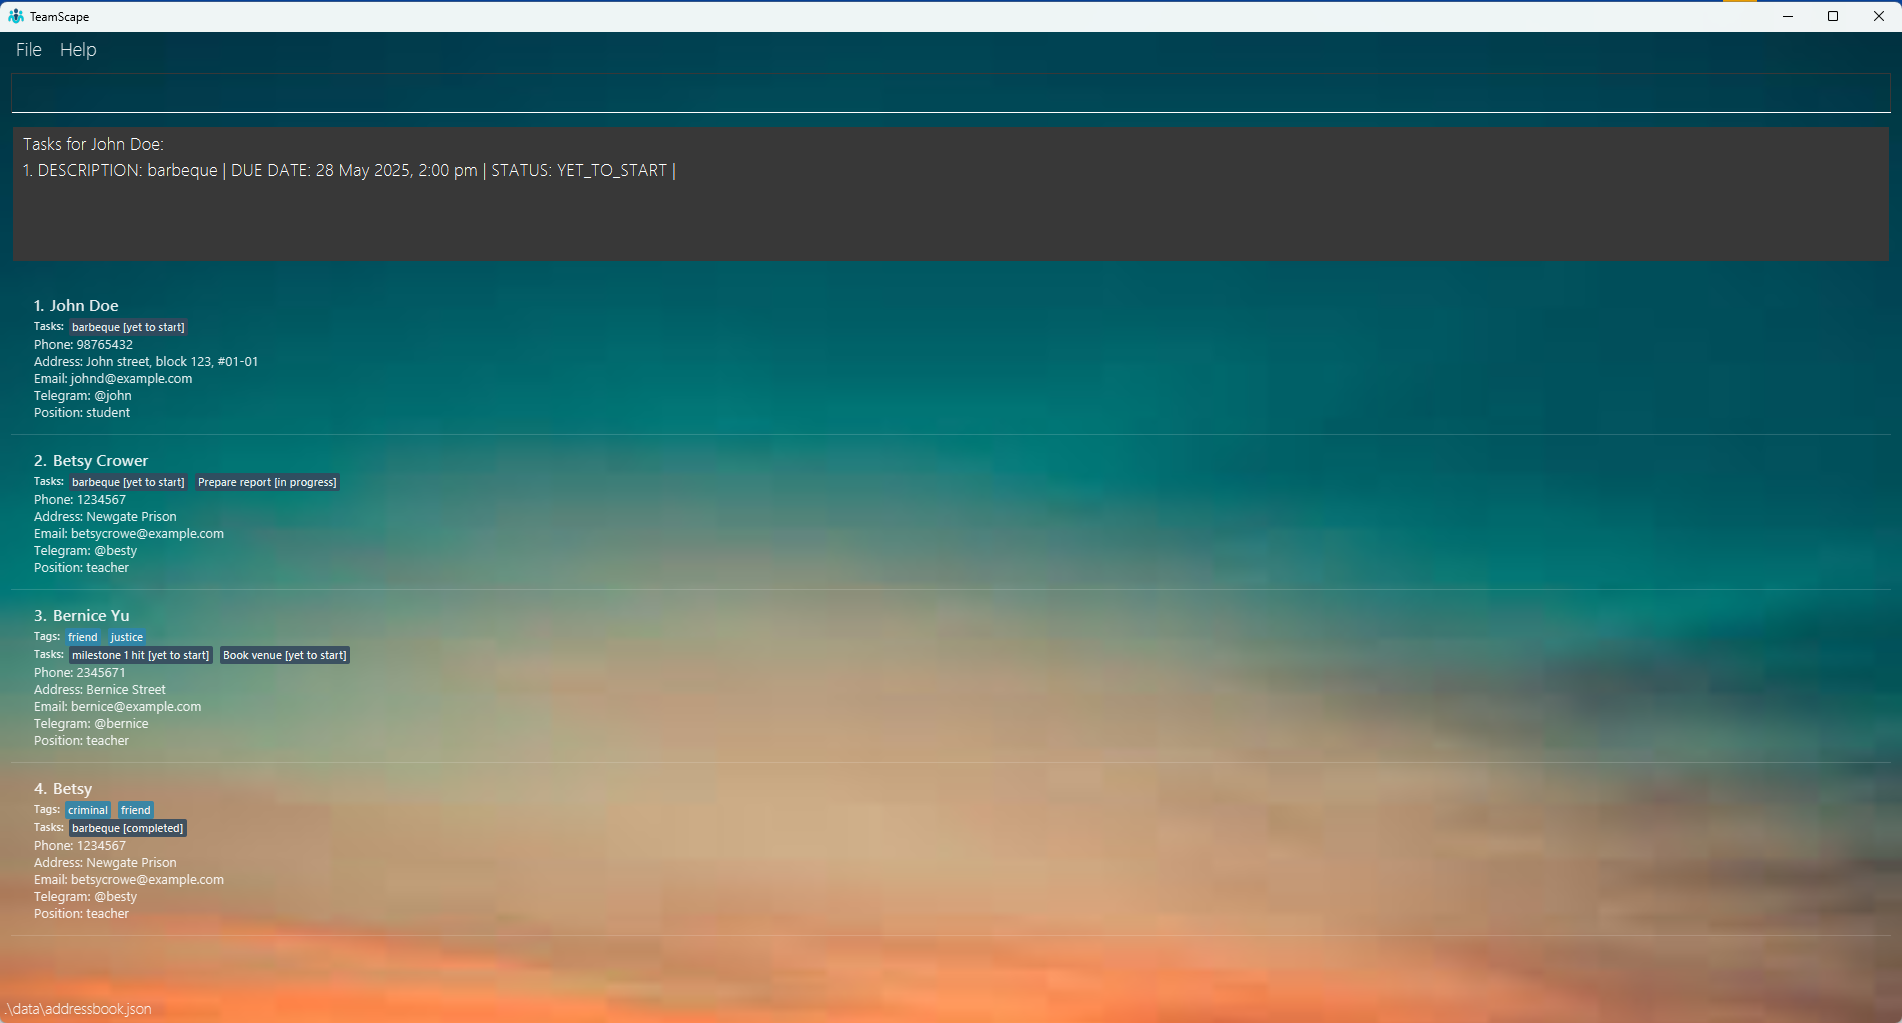 TeamScape
File Help
Tasks for John Doe:
1. DESCRIPTION: barbeque | DUE DATE: 28 May 2025, 2:00 pm | STATUS: YET_TO_START |
1. John Doe
Tasks: barbeque [yet to start]
Phone: 98765432
Address: John street, block 123, #01-01
Email: johnd@example.com
Telegram: @john
Position: student
2. Betsy Crower
Tasks: barbeque [yet to start] Prepare report [in progress]
Phone: 1234567
Address: Newgate Prison
Email: betsycrowe@example.com
Telegram: @besty
Position: teacher
3. Bernice Yu
Tags: friend justice
Tasks: milestone 1 hit [yet to start] Book venue [yet to start]
Phone: 2345671
Address: Bernice Street
Email: bernice@example.com
Telegram: @bernice
Position: teacher
4. Betsy
Tags: criminal friend
Tasks: barbeque [completed]
Phone: 1234567
Address: Newgate Prison
Email: betsycrowe@example.com
Telegram: @besty
Position: teacher
.\data\addressbook.json